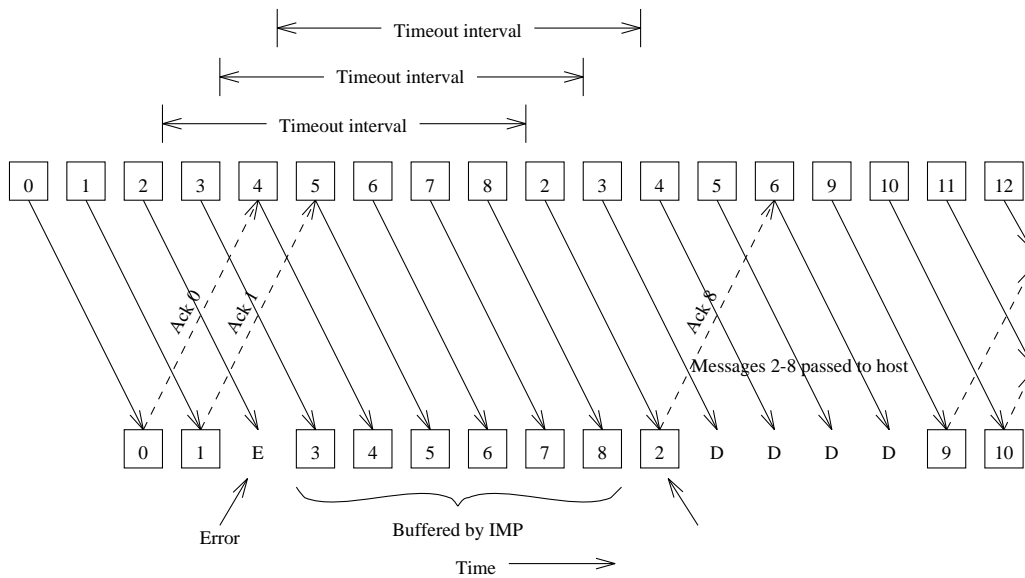 Timeout interval
Timeout interval
Timeout interval
0 1 2 3 4 5 6 7 8 2 3 4 5 6 9 10 11 12
Ack 0
Ack 1
Ack 8
Messages 2-8 passed to host
0 1 E 3 4 5 6 7 8 2 D D D D 9 10
Error
Buffered by IMP
Time